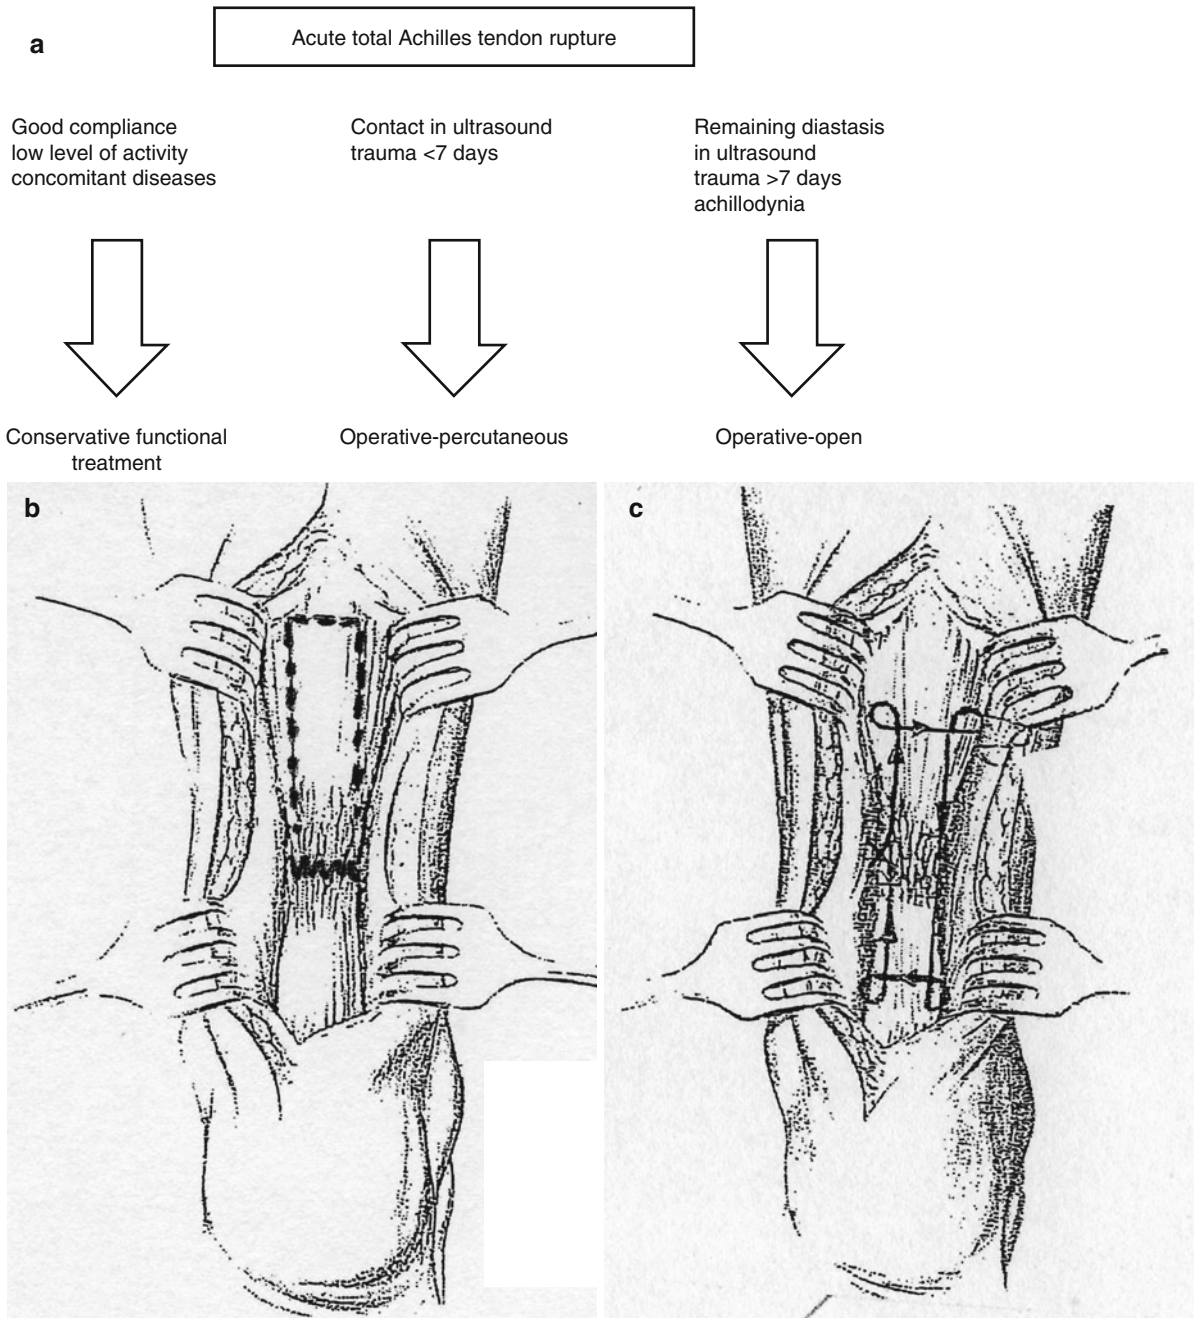 a
Acute total Achilles tendon rupture
Good compliance
low level of activity
concomitant diseases
Contact in ultrasound
trauma <7 days
Remaining diastasis
in ultrasound
trauma >7 days
achillodynia
Conservative functional
treatment
Operative-percutaneous
Operative-open
b
c